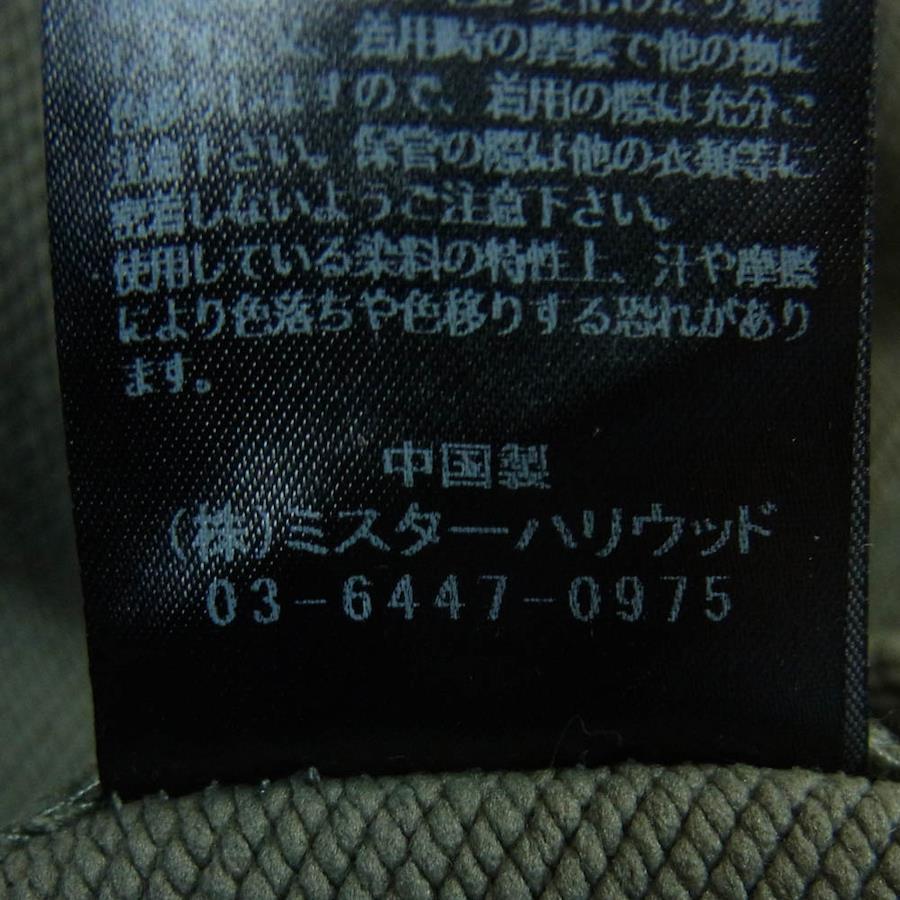 、着用時の摩擦で他の物に
色移りしますので、着用の際は充分ご
注意下さい。保管の際は他の衣類等に
密着しないようご注意下さい。
使用している染料の特性上、汁や摩擦
により色落ちや色移りする恐れがあり
ます。
中国製
(株)ミスターハリウッド
03-6447-0975